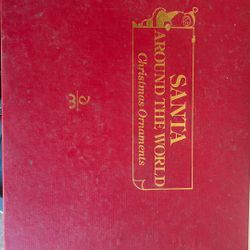 SANTA
AROUND THE WORLD
Christmas Ornaments